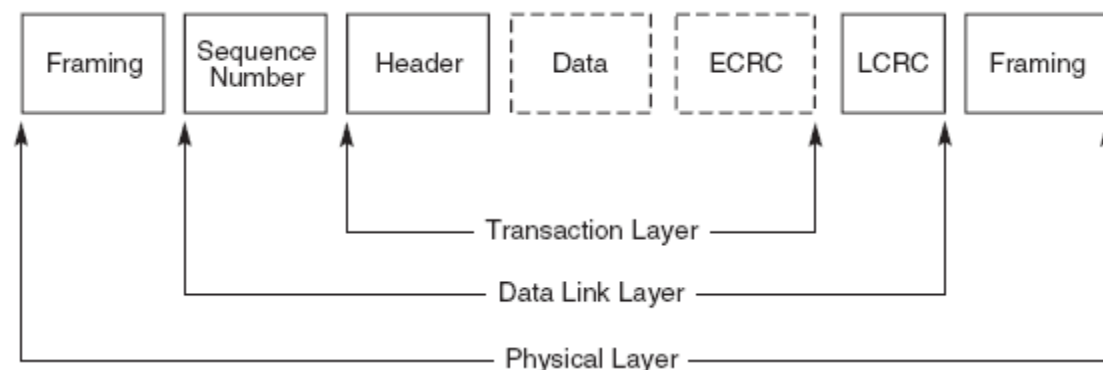 Framing
Sequence
Number
Header
Data
ECRC
LCRC
Framing
Transaction Layer
Data Link Layer
Physical Layer